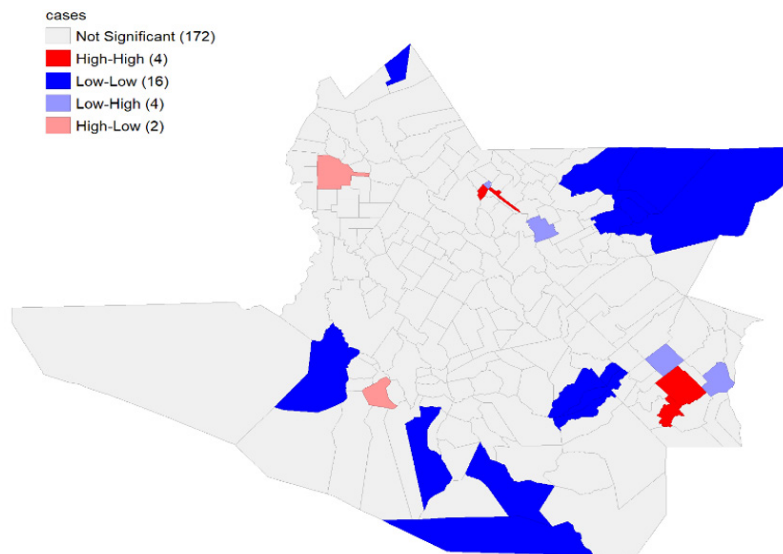 cases
Not Significant (172)
High-High (4)
Low-Low (16)
Low-High (4)
High-Low (2)